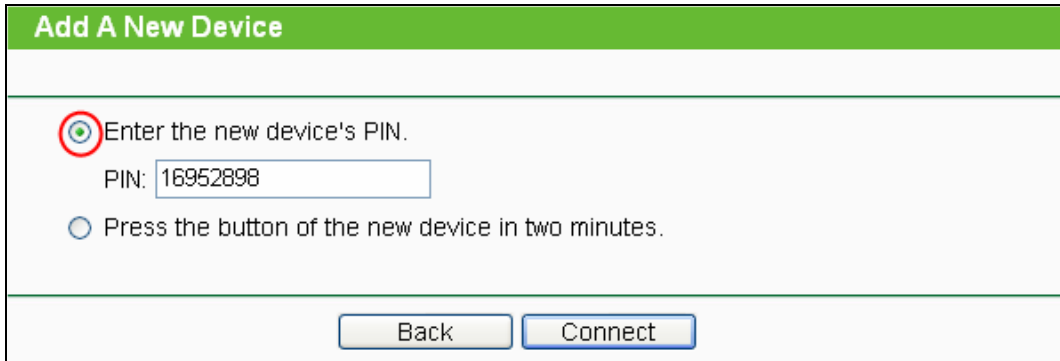 Add A New Device
Enter the new device's PIN.
PIN: 16952898
Press the button of the new device in two minutes.
Back Connect